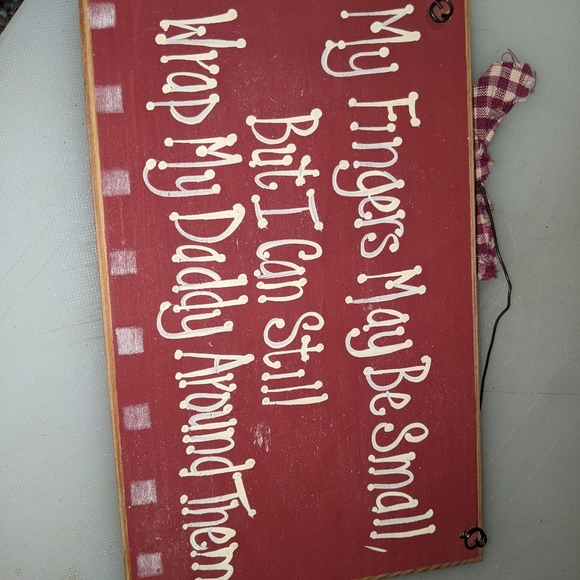 My Fingers May Be Small,
But I Can Still
Wrap My Daddy Around Them